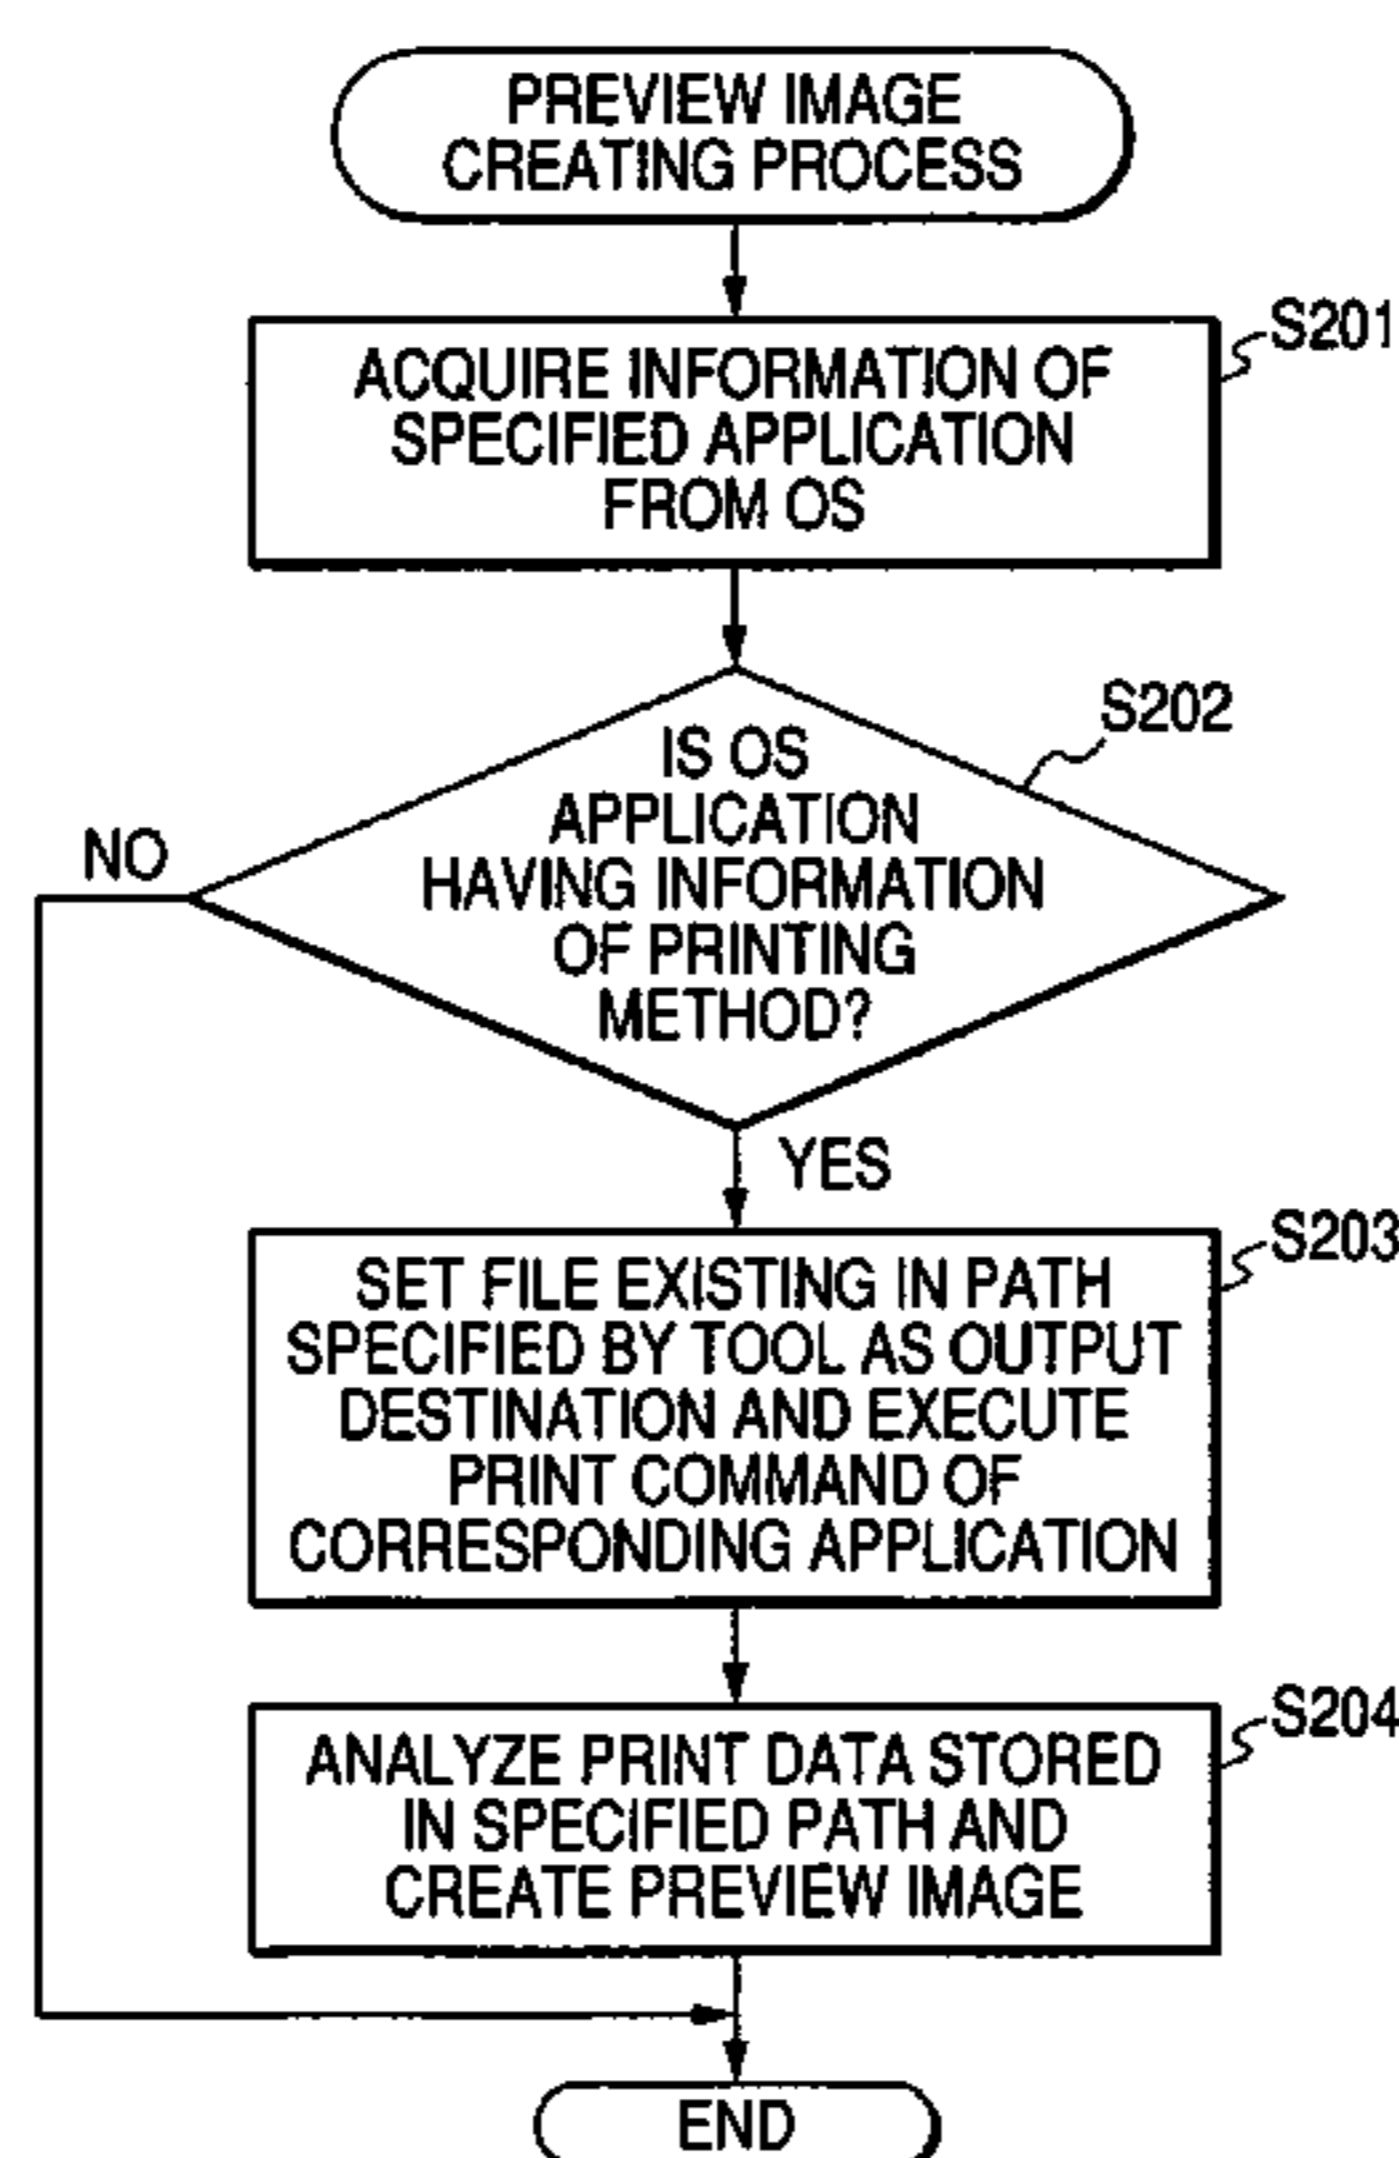 PREVIEW IMAGE
CREATING PROCESS
S201
ACQUIRE INFORMATION OF
SPECIFIED APPLICATION
FROM OS
S202
IS OS
APPLICATION
HAVING INFORMATION
OF PRINTING
METHOD?
NO
YES
S203
SET FILE EXISTING IN PATH
SPECIFIED BY TOOL AS OUTPUT
DESTINATION AND EXECUTE
PRINT COMMAND OF
CORRESPONDING APPLICATION
S204
ANALYZE PRINT DATA STORED
IN SPECIFIED PATH AND
CREATE PREVIEW IMAGE
END